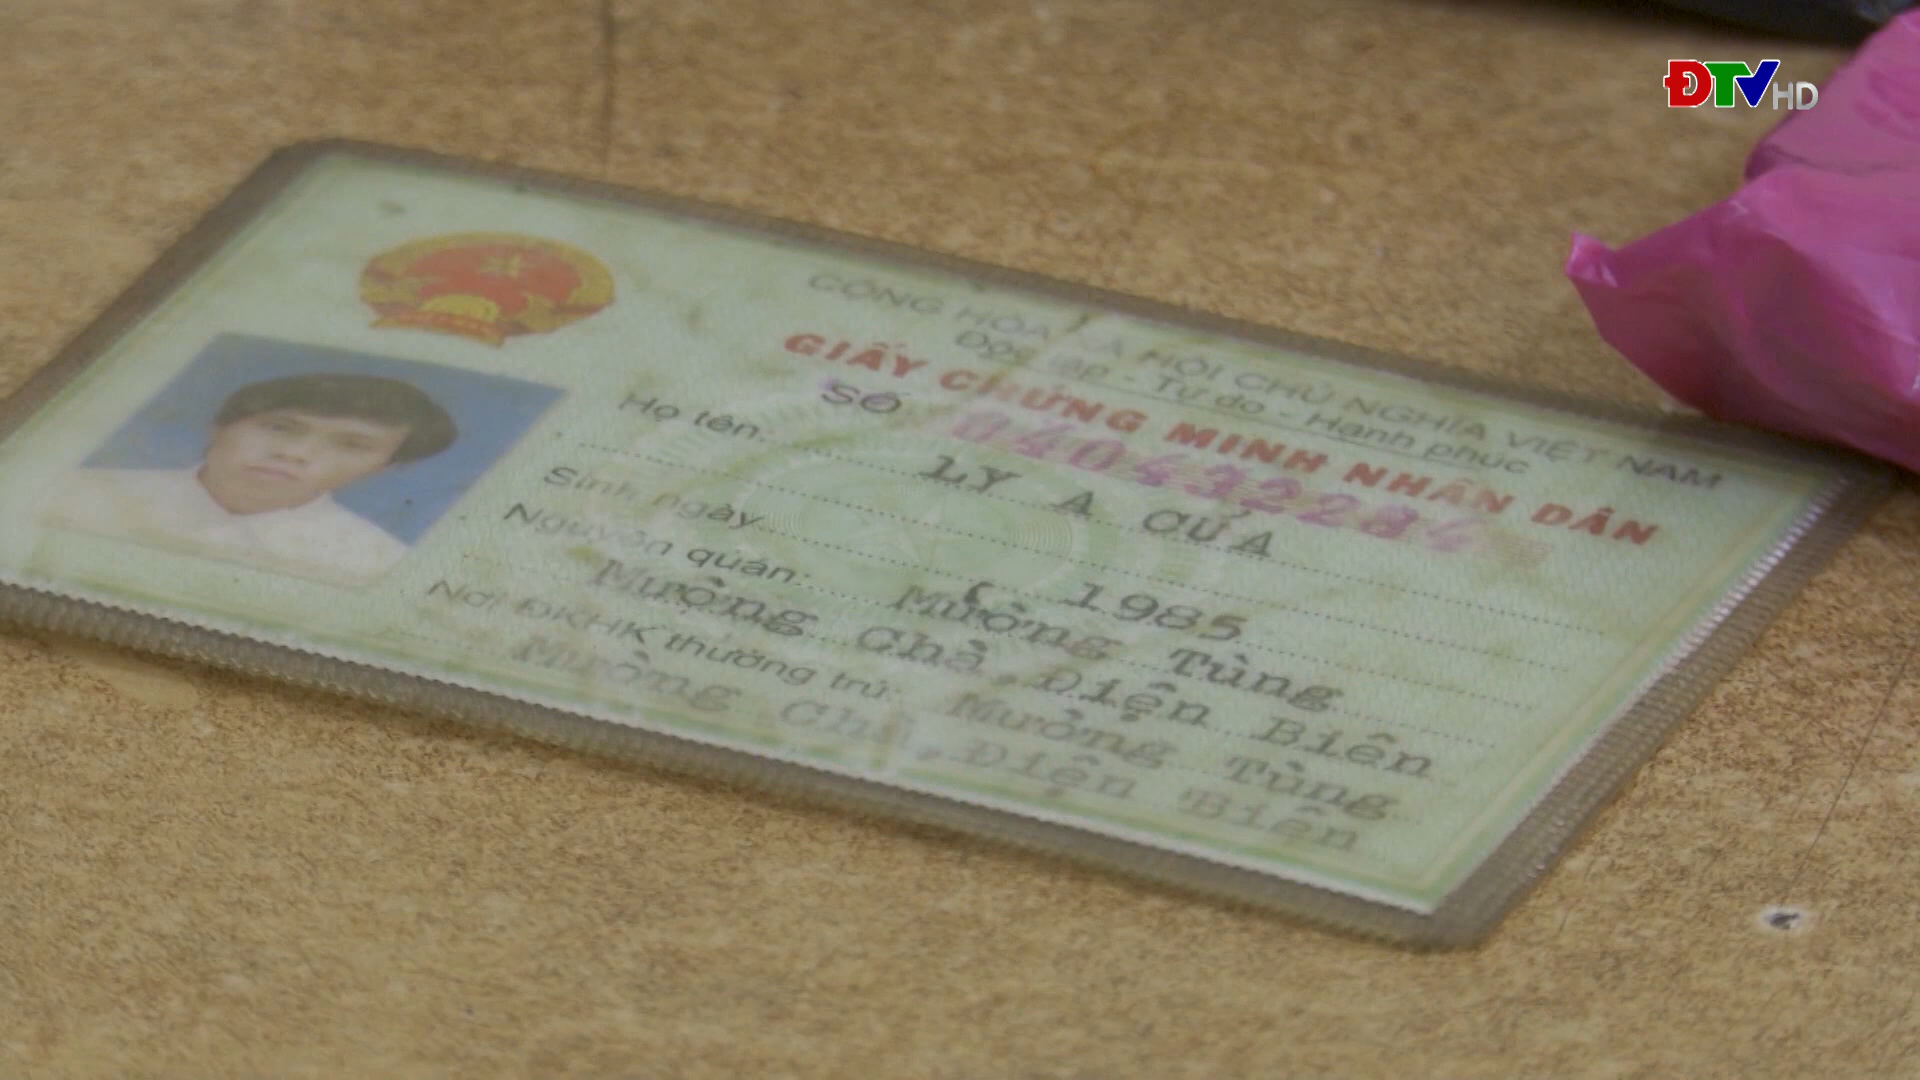 ĐTV HD
CỘNG HÒA XÃ HỘI CHỦ NGHĨA VIỆT NAM
Độc lập - Tự do - Hạnh phúc
GIẤY CHỨNG MINH NHÂN DÂN
SỐ 040432284
Họ tên:
LY A CỨA
Sinh ngày 1985
Nguyên quán: Mường Tùng
Mường Chà, Điện Biên
Nơi ĐKHK thường trú: Mường Tùng
Mường Chà, Điện Biên